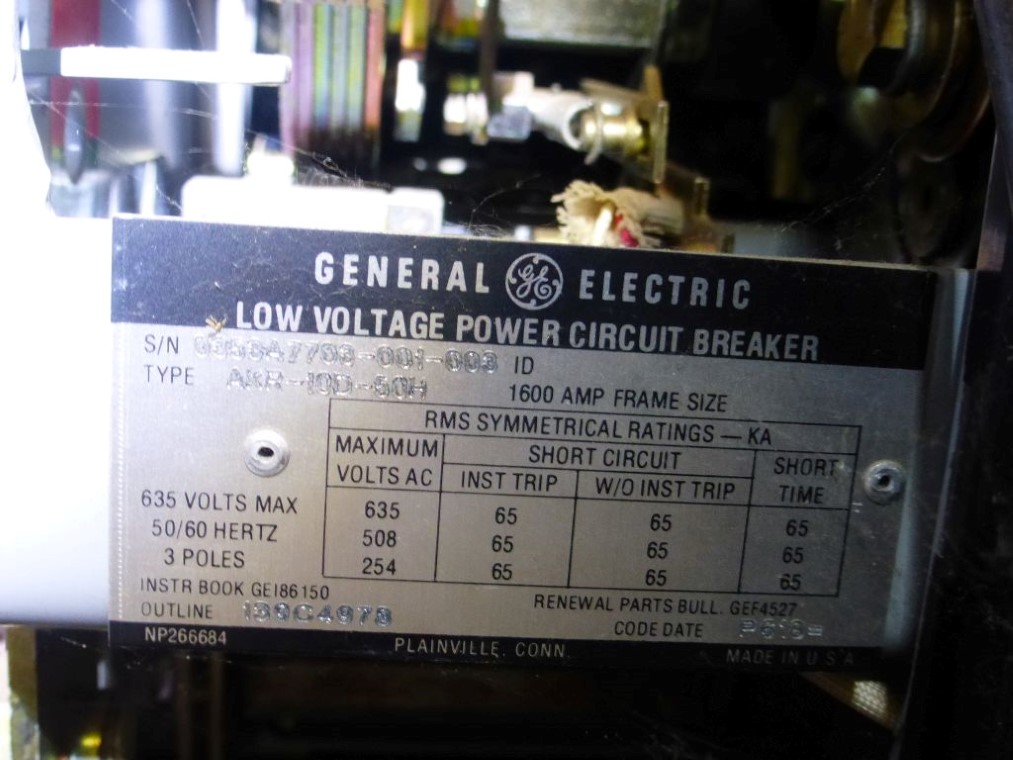 GENERAL GE ELECTRIC
LOW VOLTAGE POWER CIRCUIT BREAKER
S/N ID
TYPE 1600 AMP FRAME SIZE
RMS SYMMETRICAL RATINGS — KA
MAXIMUM VOLTS AC SHORT CIRCUIT SHORT TIME
INST TRIP W/O INST TRIP
635 VOLTS MAX 635 65 65 65
50/60 HERTZ 508 65 65 65
3 POLES 254 65 65 65
INSTR BOOK GEI86150 RENEWAL PARTS BULL. GEF4527
OUTLINE 139C4973 CODE DATE
NP266684 PLAINVILLE, CONN. MADE IN U S A